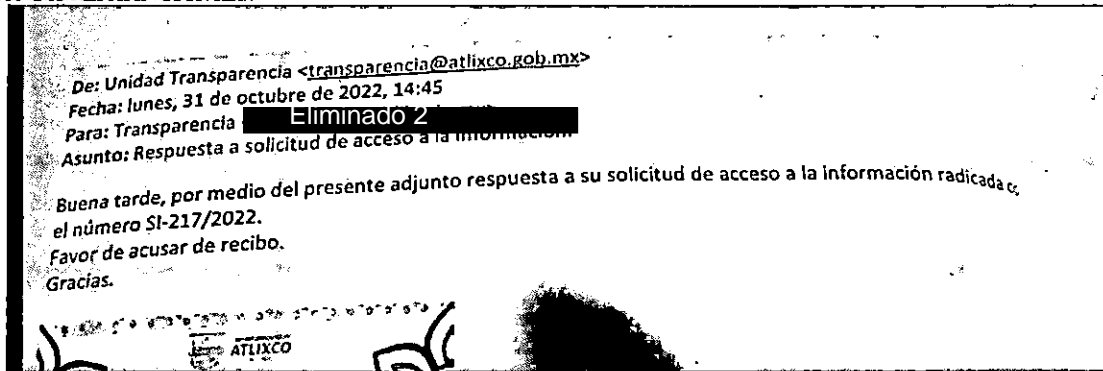 De: Unidad Transparencia <transparencia@atlixco.gob.mx>
Fecha: lunes, 31 de octubre de 2022, 14:45
Para: Transparencia Eliminado 2
Asunto: Respuesta a solicitud de acceso a la información.
Buena tarde, por medio del presente adjunto respuesta a su solicitud de acceso a la información radicada
el número SI-217/2022.
Favor de acusar de recibo.
Gracias.
ATLIXCO